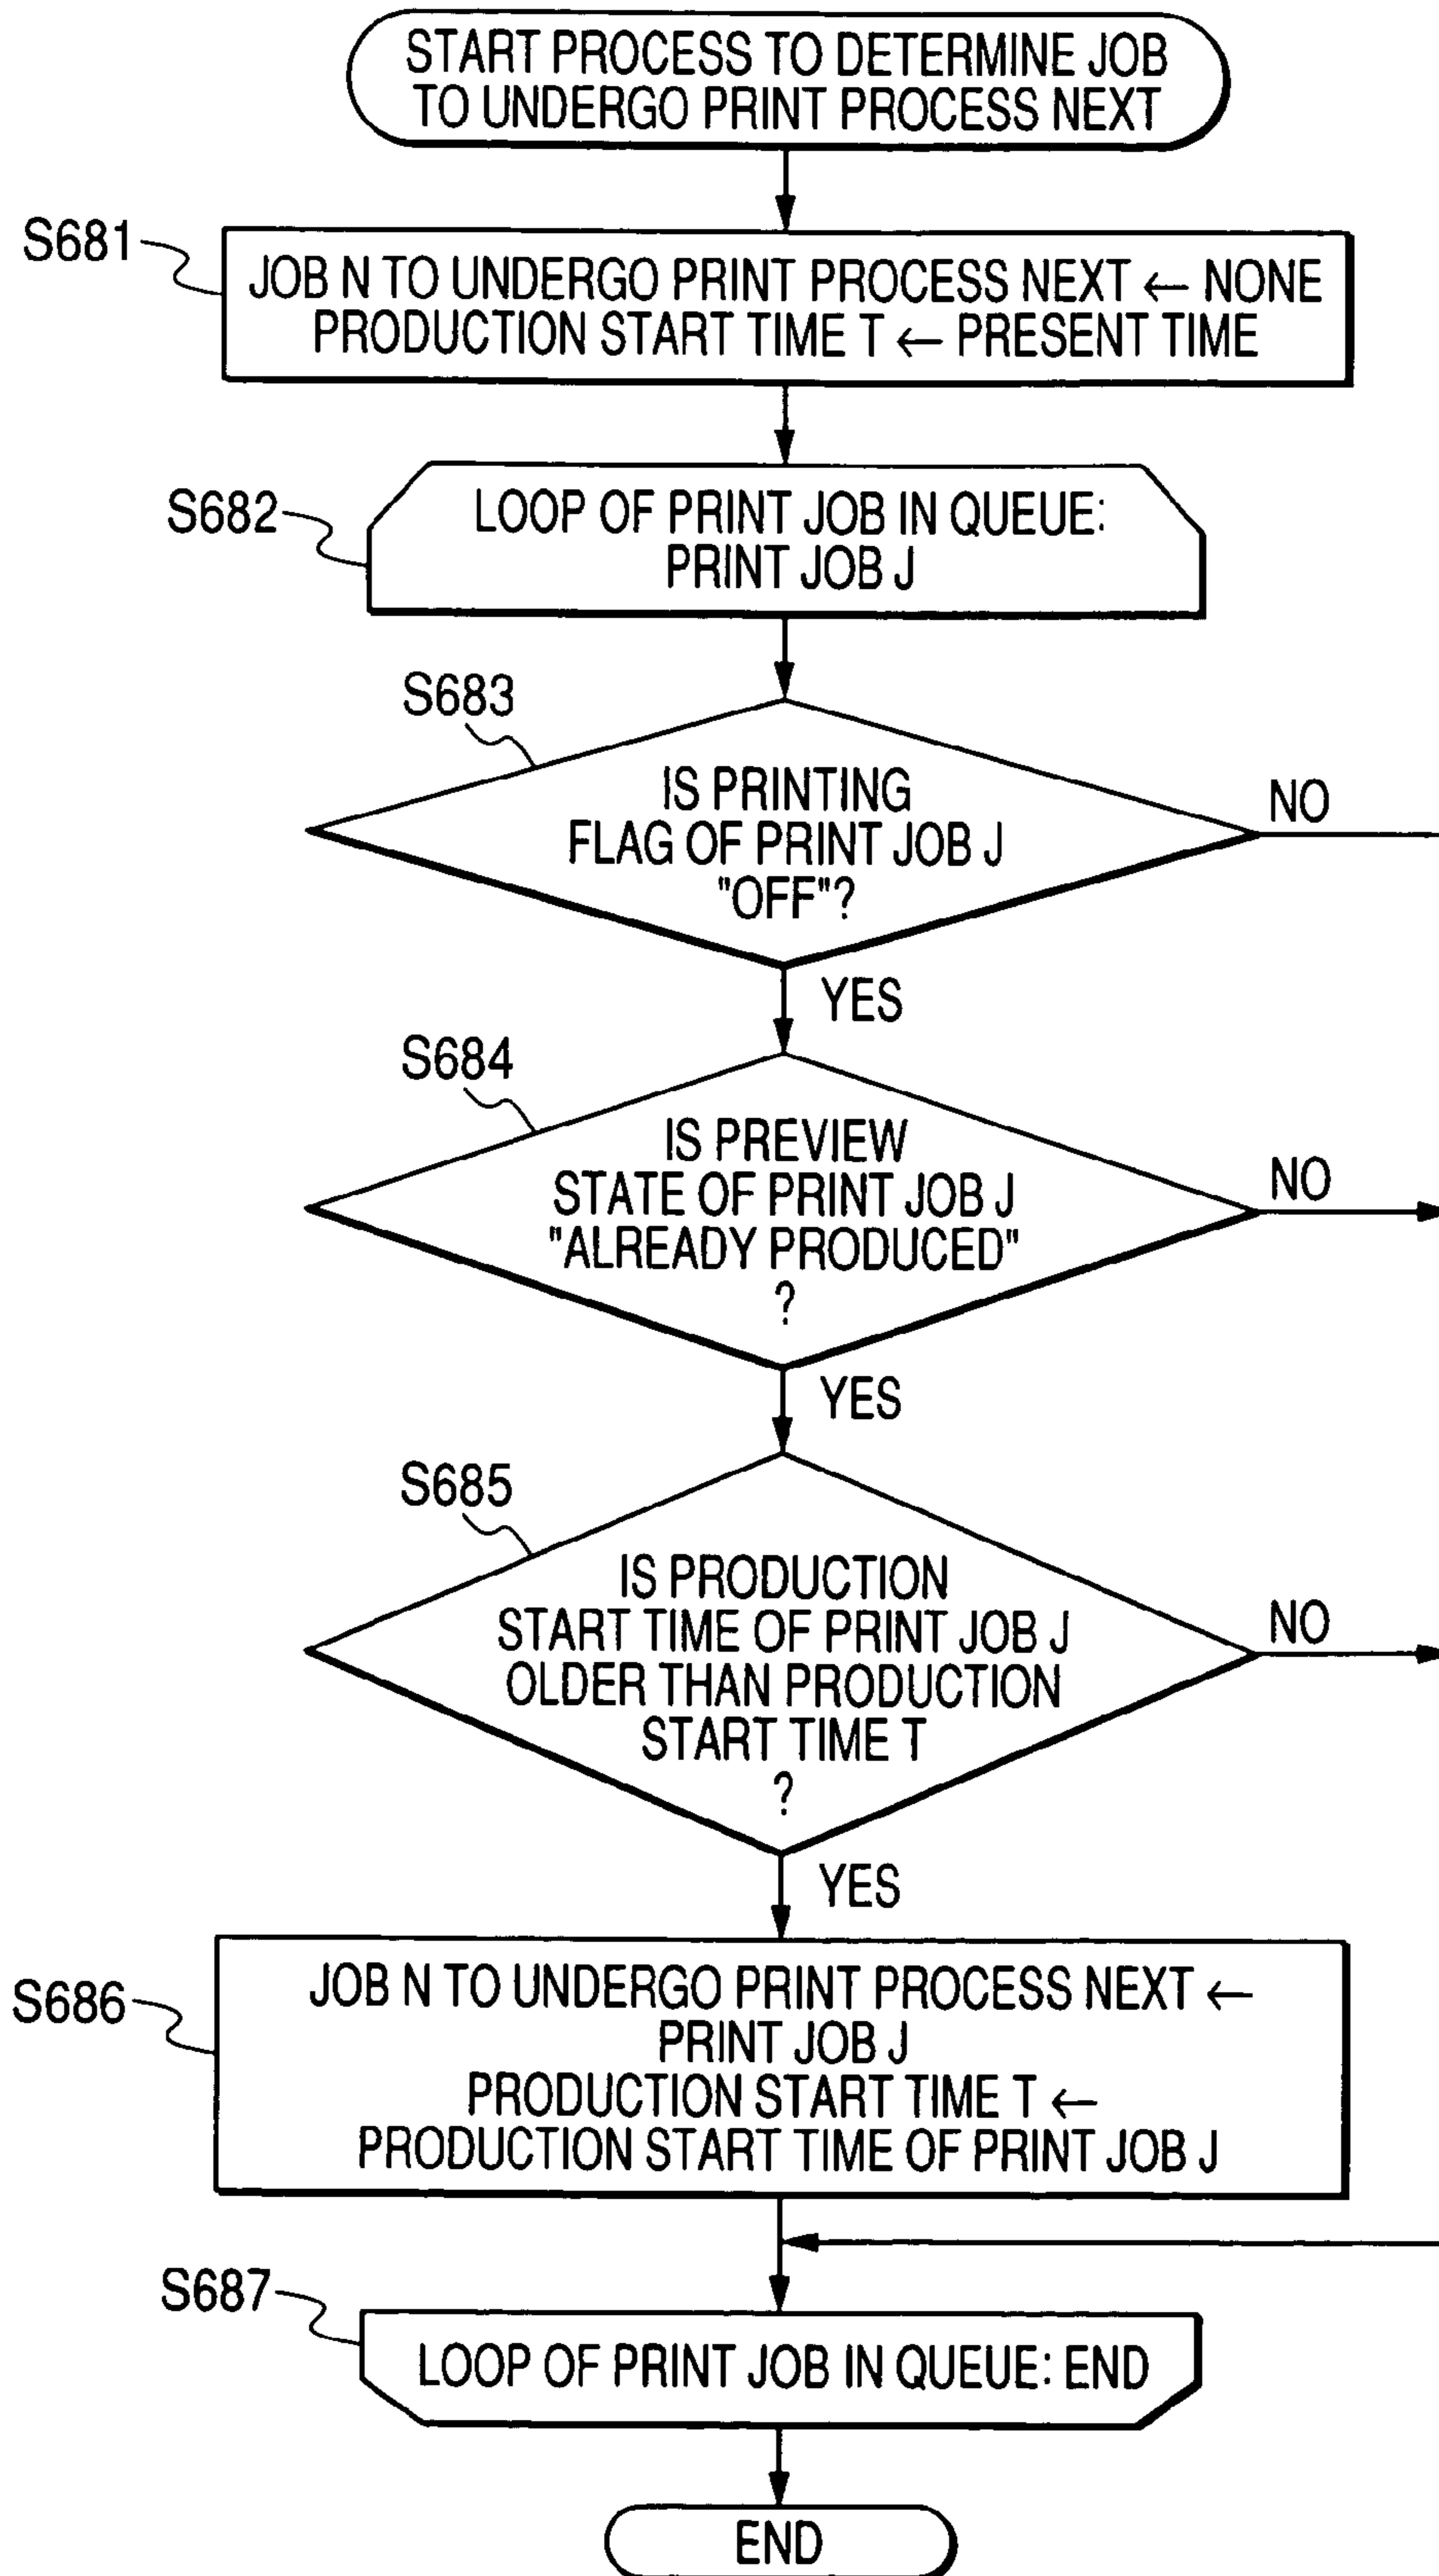 START PROCESS TO DETERMINE JOB
TO UNDERGO PRINT PROCESS NEXT
S681
JOB N TO UNDERGO PRINT PROCESS NEXT ← NONE
PRODUCTION START TIME T ← PRESENT TIME
S682
LOOP OF PRINT JOB IN QUEUE:
PRINT JOB J
S683
IS PRINTING
FLAG OF PRINT JOB J
"OFF"?
NO
YES
S684
IS PREVIEW
STATE OF PRINT JOB J
"ALREADY PRODUCED"
?
NO
YES
S685
IS PRODUCTION
START TIME OF PRINT JOB J
OLDER THAN PRODUCTION
START TIME T
?
NO
YES
S686
JOB N TO UNDERGO PRINT PROCESS NEXT ←
PRINT JOB J
PRODUCTION START TIME T ←
PRODUCTION START TIME OF PRINT JOB J
S687
LOOP OF PRINT JOB IN QUEUE: END
END